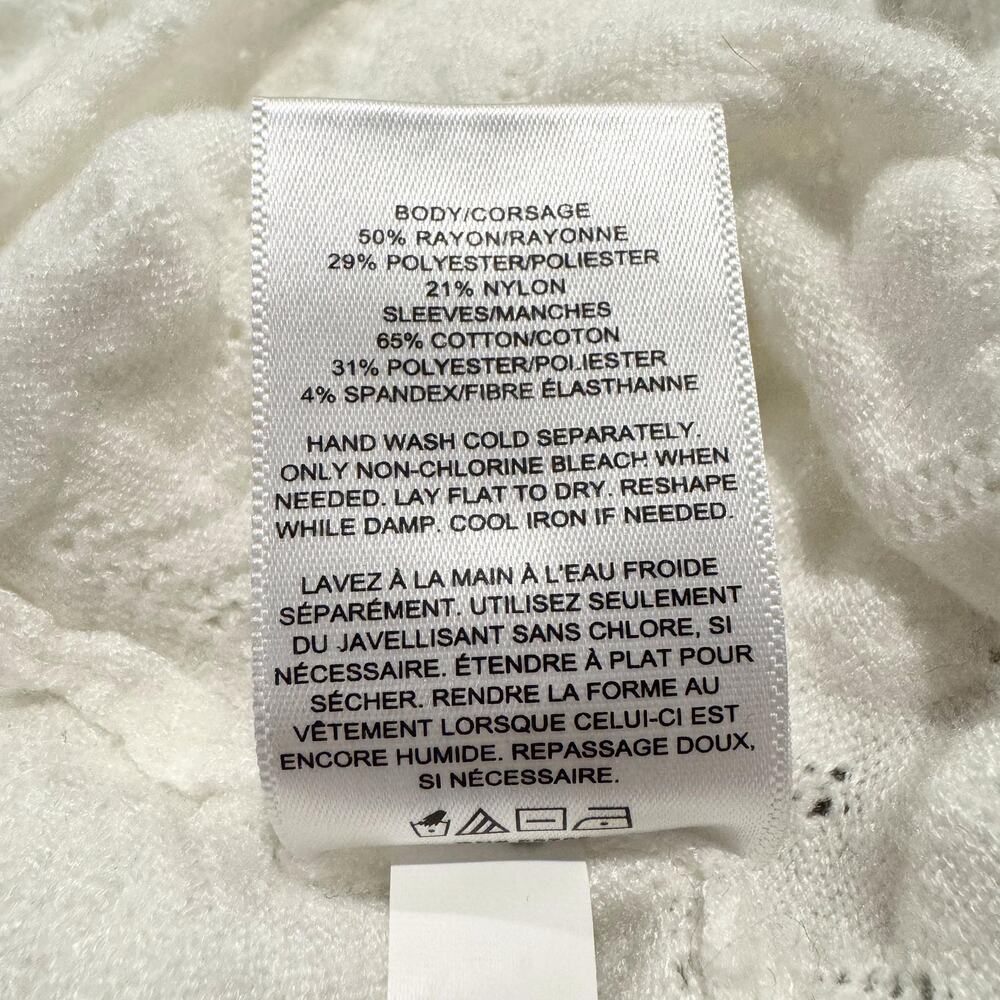 BODY/CORSAGE
50% RAYON/RAYONNE
29% POLYESTER/POLIESTER
21% NYLON
SLEEVES/MANCHES
65% COTTON/COTON
31% POLYESTER/POLIESTER
4% SPANDEX/FIBRE ÉLASTHANNE
HAND WASH COLD SEPARATELY.
ONLY NON-CHLORINE BLEACH WHEN
NEEDED. LAY FLAT TO DRY. RESHAPE
WHILE DAMP. COOL IRON IF NEEDED.
LAVEZ À LA MAIN À L'EAU FROIDE
SÉPARÉMENT. UTILISEZ SEULEMENT
DU JAVELLISANT SANS CHLORE, SI
NÉCESSAIRE. ÉTENDRE À PLAT POUR
SÉCHER. RENDRE LA FORME AU
VÊTEMENT LORSQUE CELUI-CI EST
ENCORE HUMIDE. REPASSAGE DOUX,
SI NÉCESSAIRE.